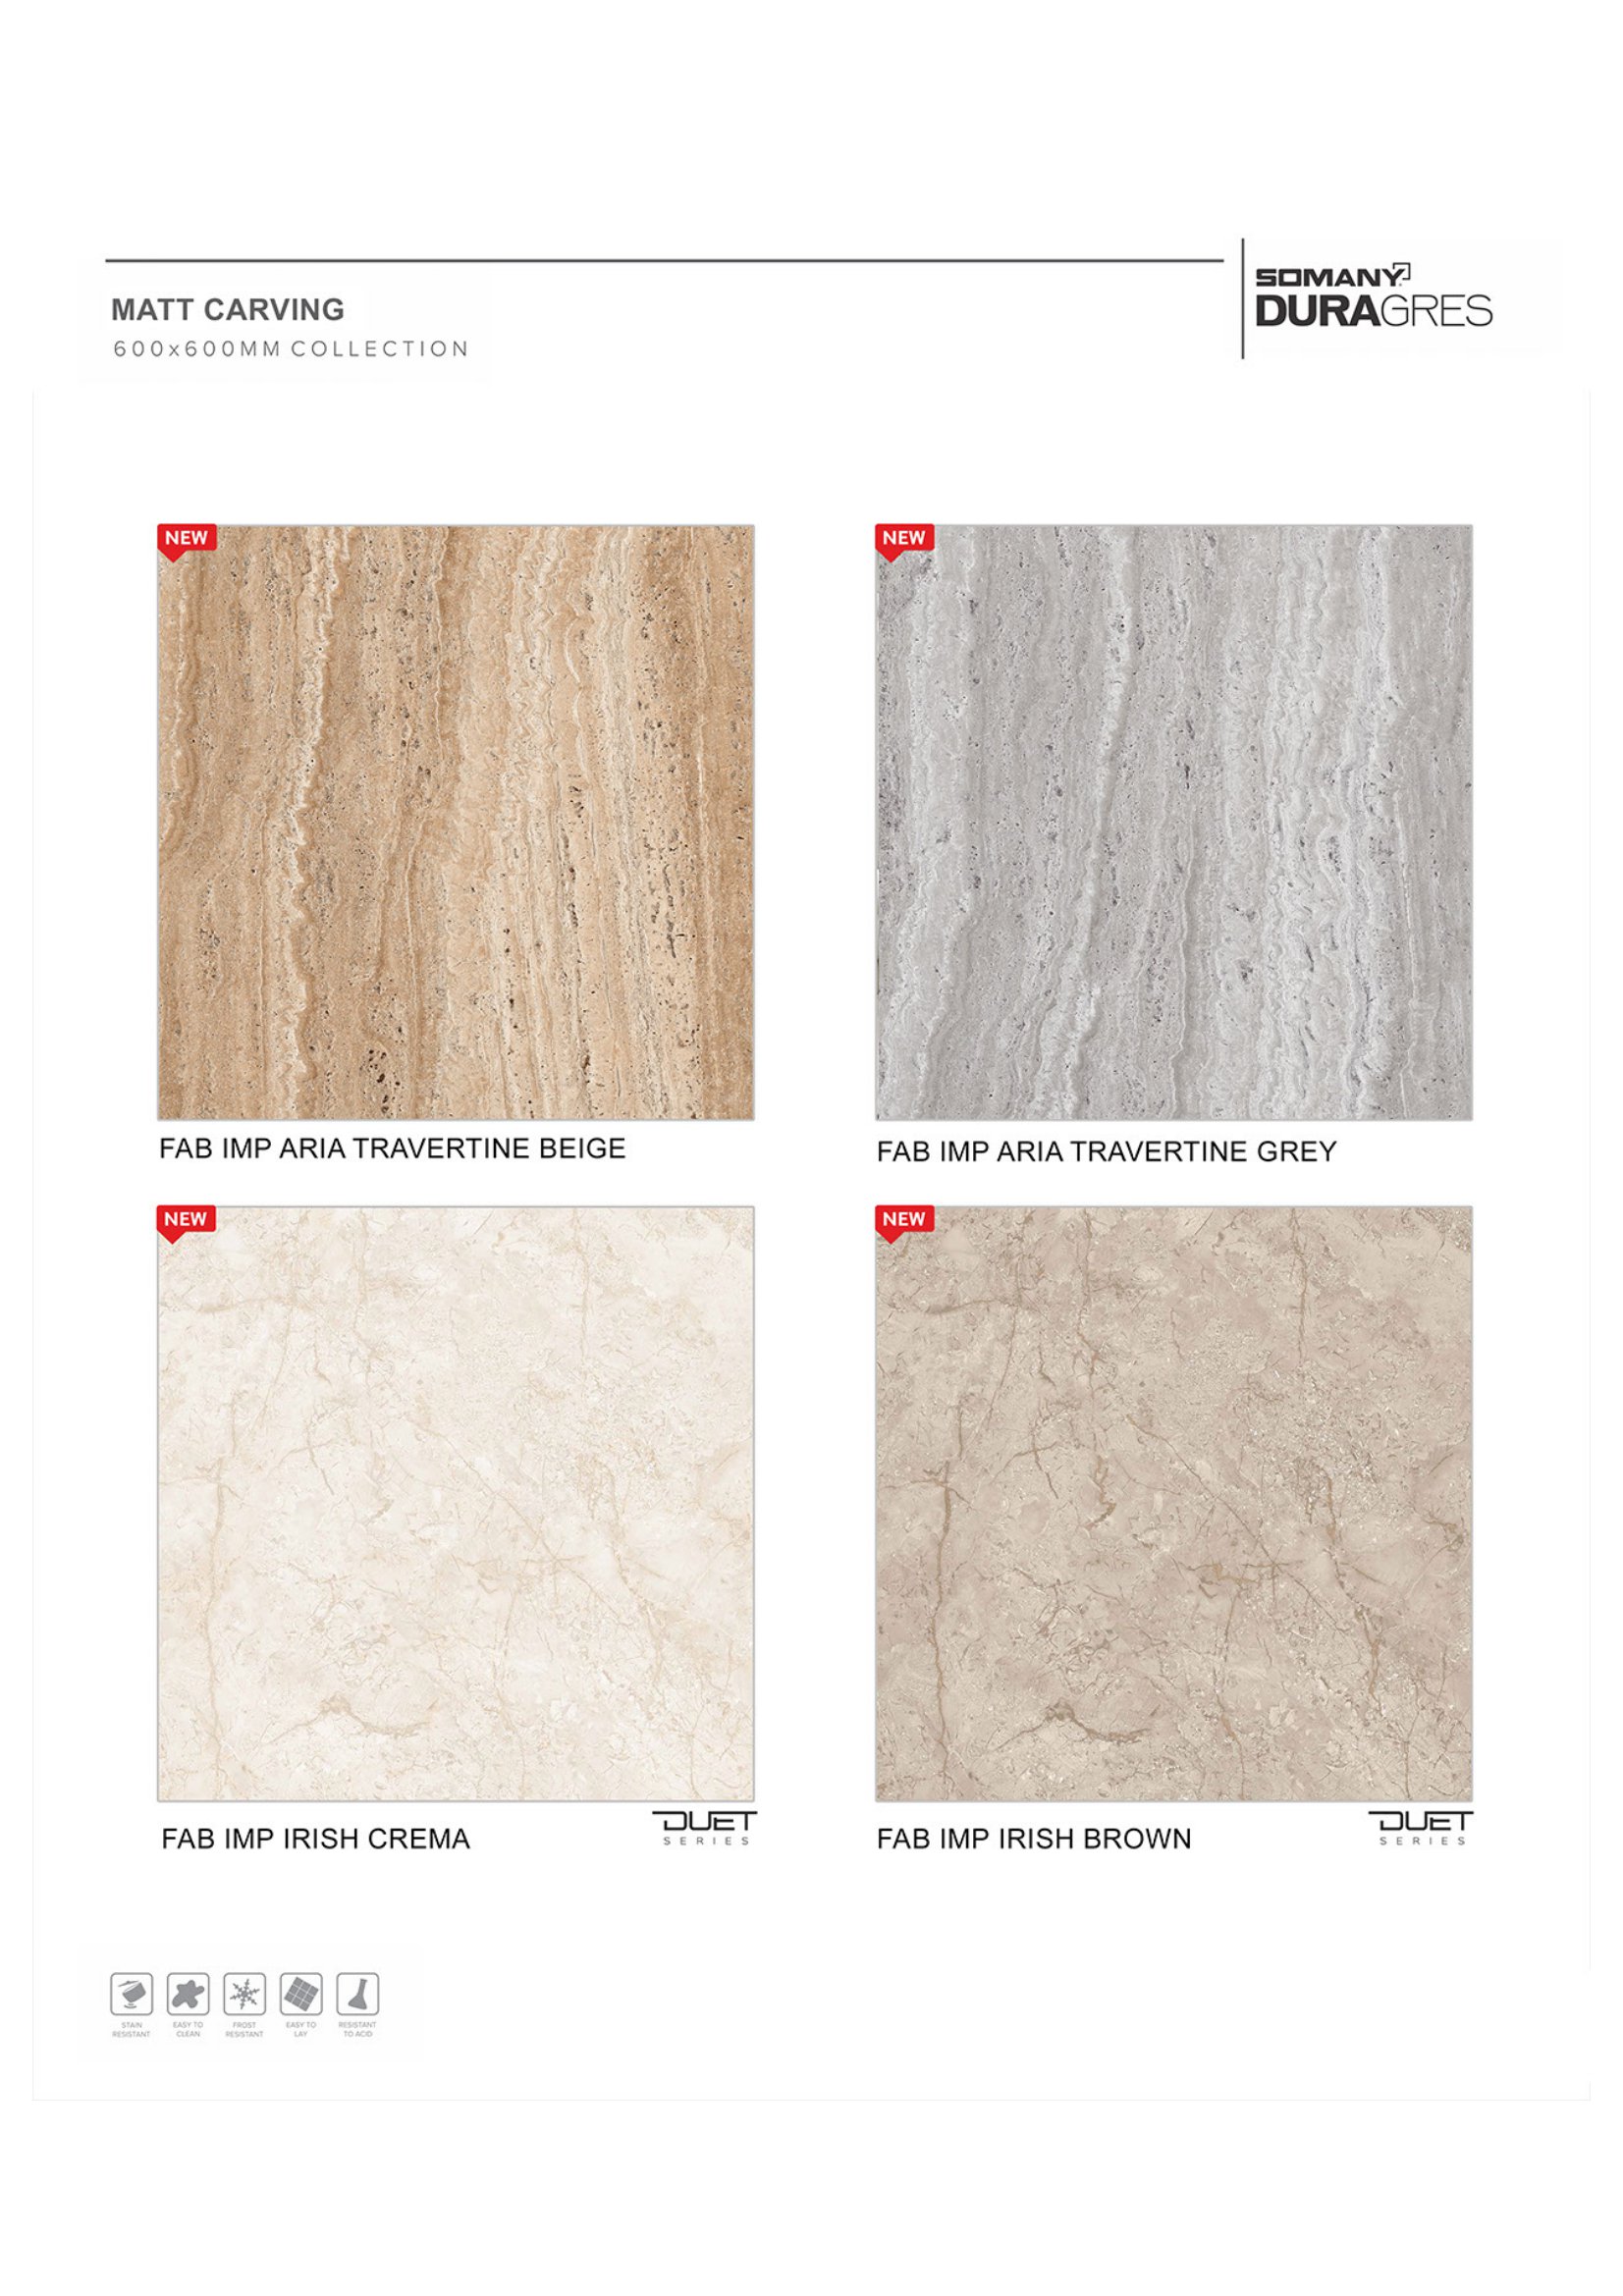 SOMANY
MATT CARVING
DURAGRES
600x600MM COLLECTION
NEW
NEW
FAB IMP ARIA TRAVERTINE BEIGE
FAB IMP ARIA TRAVERTINE GREY
NEW
NEW
FAB IMP IRISH CREMA
DUET
SERIES
FAB IMP IRISH BROWN
DUET
SERIES
STAIN
RESISTANT
EASY TO
CLEAN
FROST
RESISTANT
EASY TO
LAY
RESISTANT
TO ACID